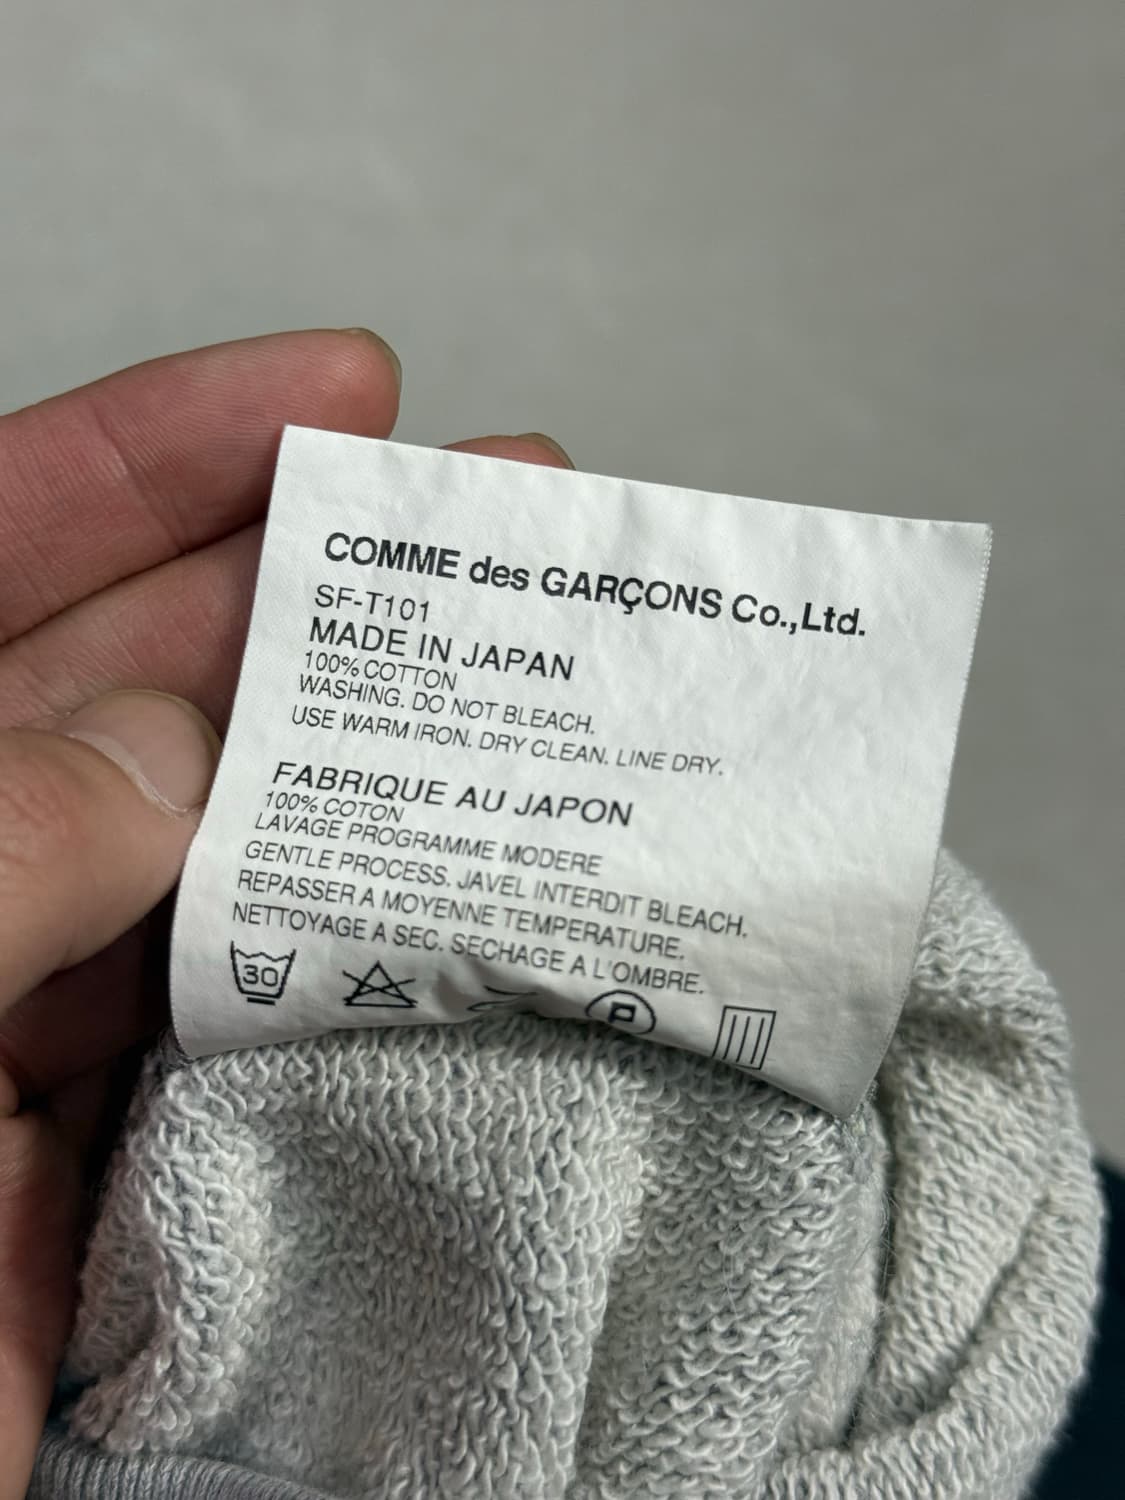 COMME des GARÇONS Co.,Ltd.
SF-T101
MADE IN JAPAN
100% COTTON
WASHING. DO NOT BLEACH.
USE WARM IRON. DRY CLEAN. LINE DRY.
FABRIQUE AU JAPON
100% COTON
LAVAGE PROGRAMME MODERE
GENTLE PROCESS. JAVEL INTERDIT BLEACH.
REPASSER A MOYENNE TEMPERATURE.
NETTOYAGE A SEC. SECHAGE A L'OMBRE.
30 P